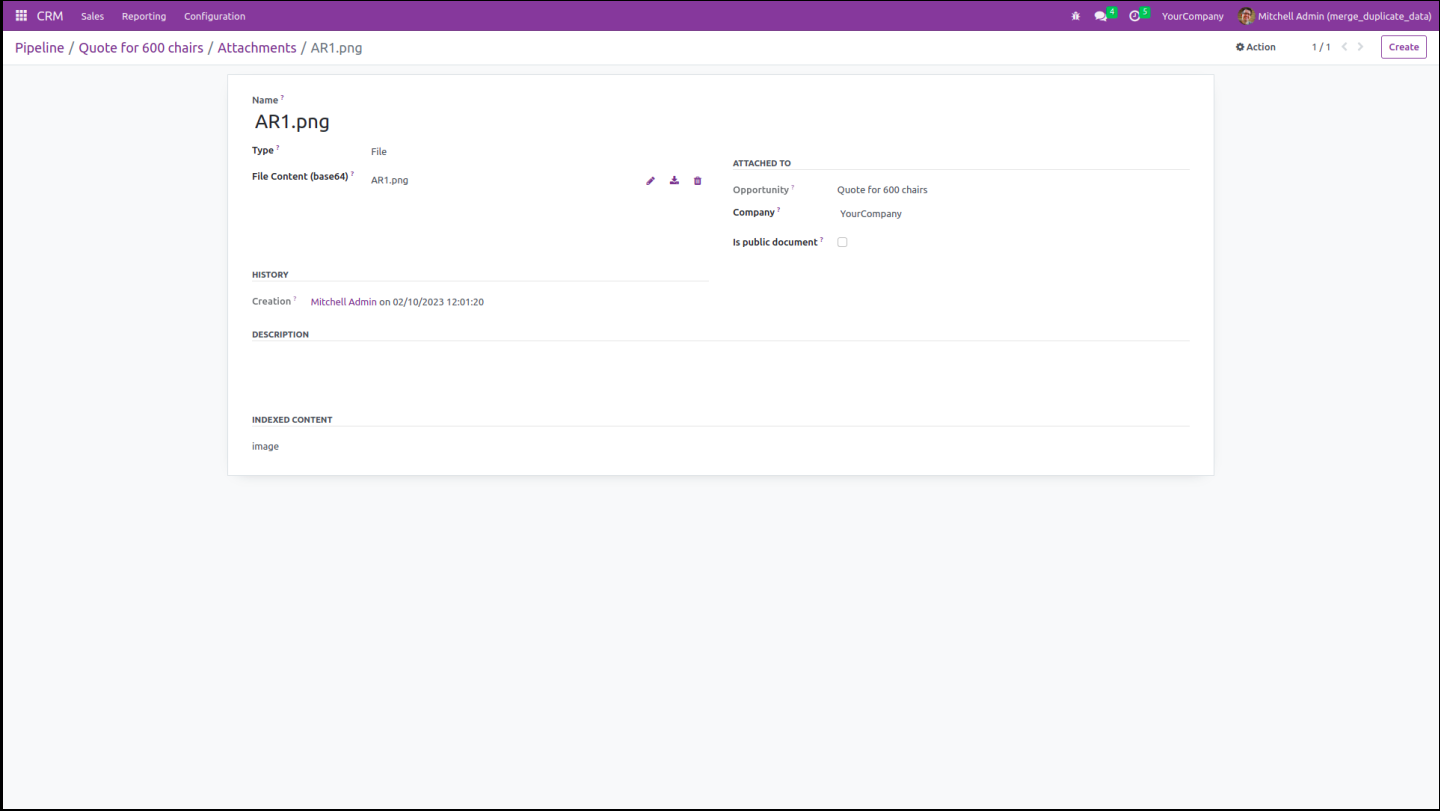 CRM Sales Reporting Configuration 4 5 YourCompany Mitchell Admin (merge_duplicate_data)
Pipeline / Quote for 600 chairs / Attachments / AR1.png Action 1 / 1 Create
Name ?
AR1.png
Type ? File
File Content (base64) ? AR1.png
ATTACHED TO
Opportunity ? Quote for 600 chairs
Company ? YourCompany
Is public document ?
HISTORY
Creation ? Mitchell Admin on 02/10/2023 12:01:20
DESCRIPTION
INDEXED CONTENT
image